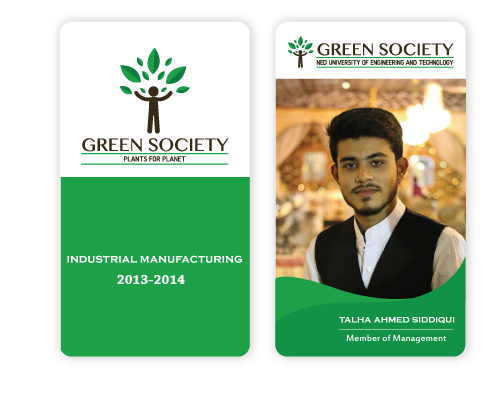 GREEN SOCIETY
PLANTS FOR PLANET
INDUSTRIAL MANUFACTURING
2013-2014
GREEN SOCIETY
NED UNIVERSITY OF ENGINEERING AND TECHNOLOGY
TALHA AHMED SIDDIQUI
Member of Management